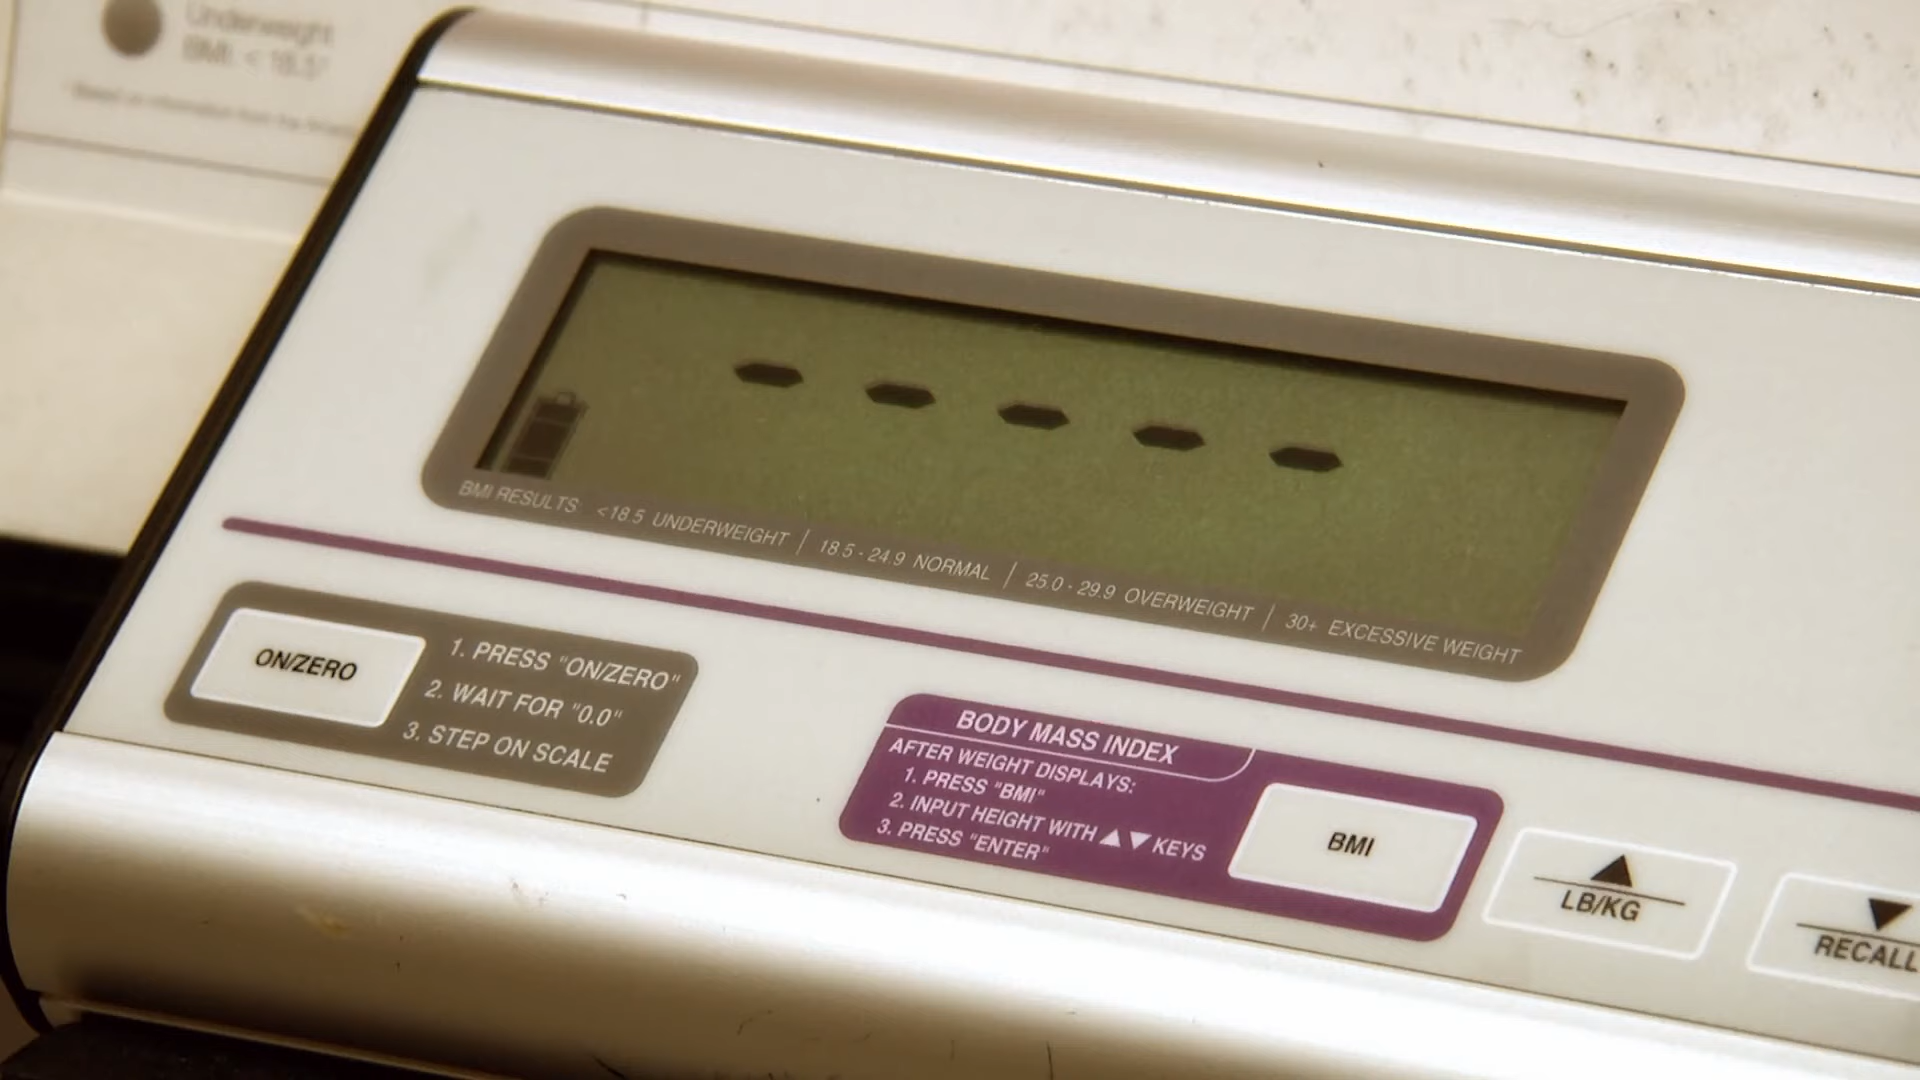 Underweight
BMI: < 18.5*
- - - - -
BMI RESULTS: <18.5 UNDERWEIGHT | 18.5 - 24.9 NORMAL | 25.0 - 29.9 OVERWEIGHT | 30+ EXCESSIVE WEIGHT
ON/ZERO
1. PRESS "ON/ZERO"
2. WAIT FOR "0.0"
3. STEP ON SCALE
BODY MASS INDEX
AFTER WEIGHT DISPLAYS:
1. PRESS "BMI"
2. INPUT HEIGHT WITH ▲ ▼ KEYS
3. PRESS "ENTER"
BMI
▲
LB/KG
▼
RECALL